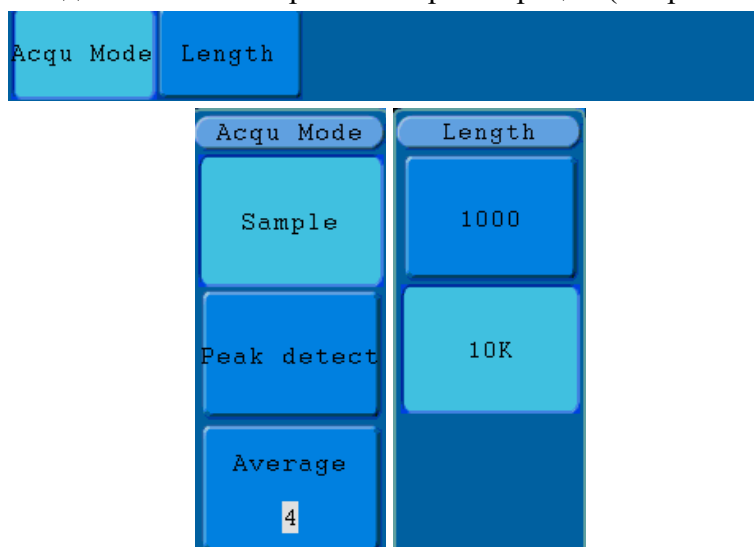 Acqu Mode Length
Acqu Mode
Sample
Peak detect
Average
4
Length
1000
10K